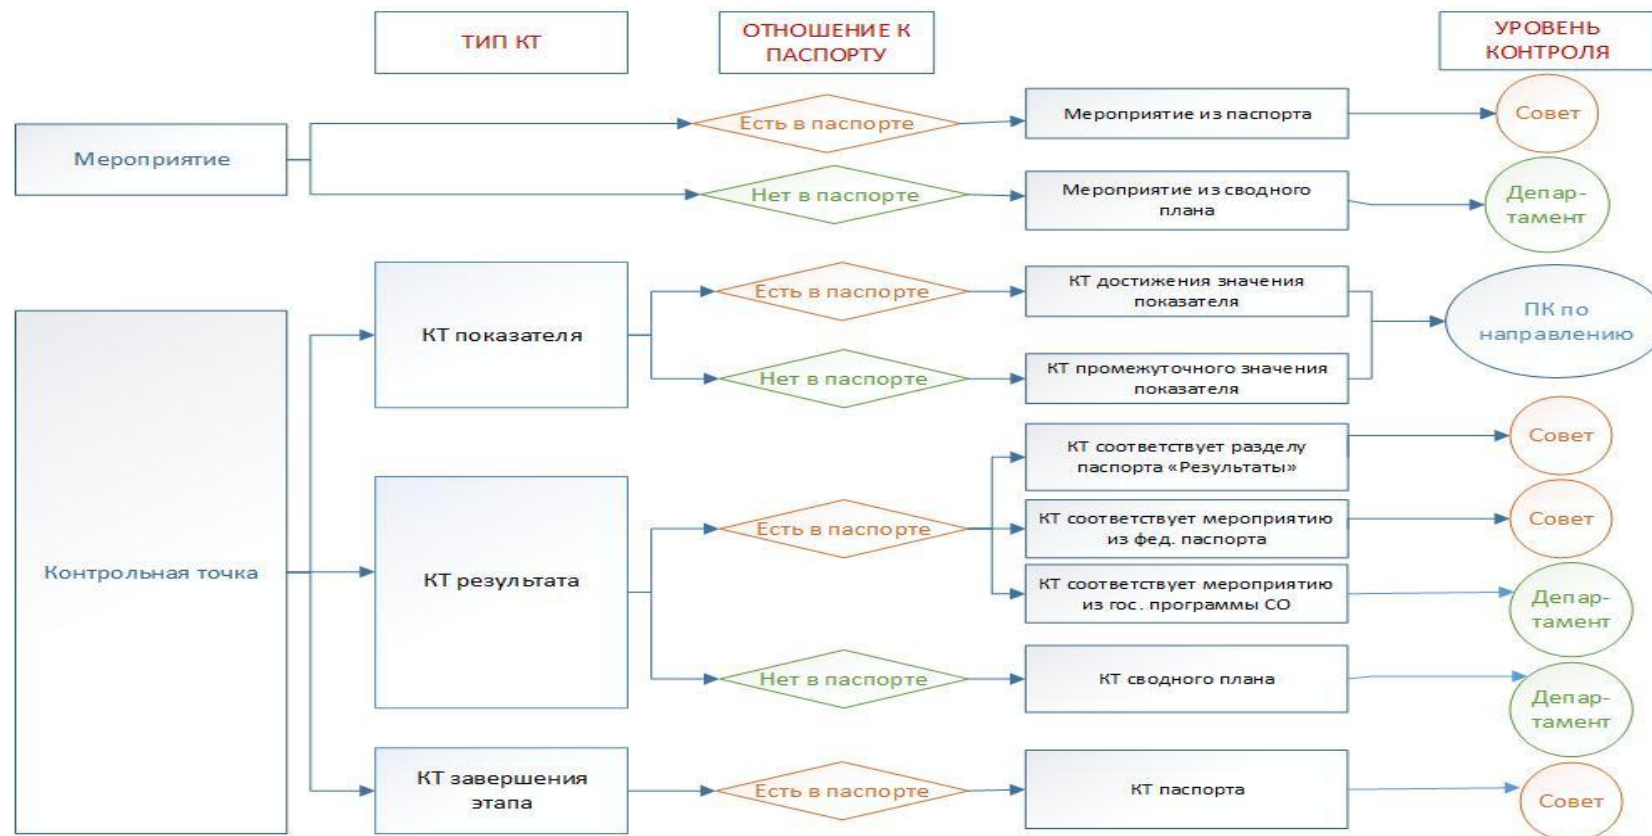 ТИП КТ
ОТНОШЕНИЕ К
ПАСПОРТУ
УРОВЕНЬ
КОНТРОЛЯ
Мероприятие
Есть в паспорте
Мероприятие из паспорта
Совет
Нет в паспорте
Мероприятие из сводного
плана
Депар-
тамент
Контрольная точка
КТ показателя
Есть в паспорте
КТ достижения значения
показателя
ПК по
направлению
Нет в паспорте
КТ промежуточного значения
показателя
КТ результата
Есть в паспорте
КТ соответствует разделу
паспорта «Результаты»
Совет
КТ соответствует мероприятию
из фед. паспорта
Совет
КТ соответствует мероприятию
из гос. программы СО
Депар-
тамент
Нет в паспорте
КТ сводного плана
Депар-
тамент
КТ завершения
этапа
Есть в паспорте
КТ паспорта
Совет